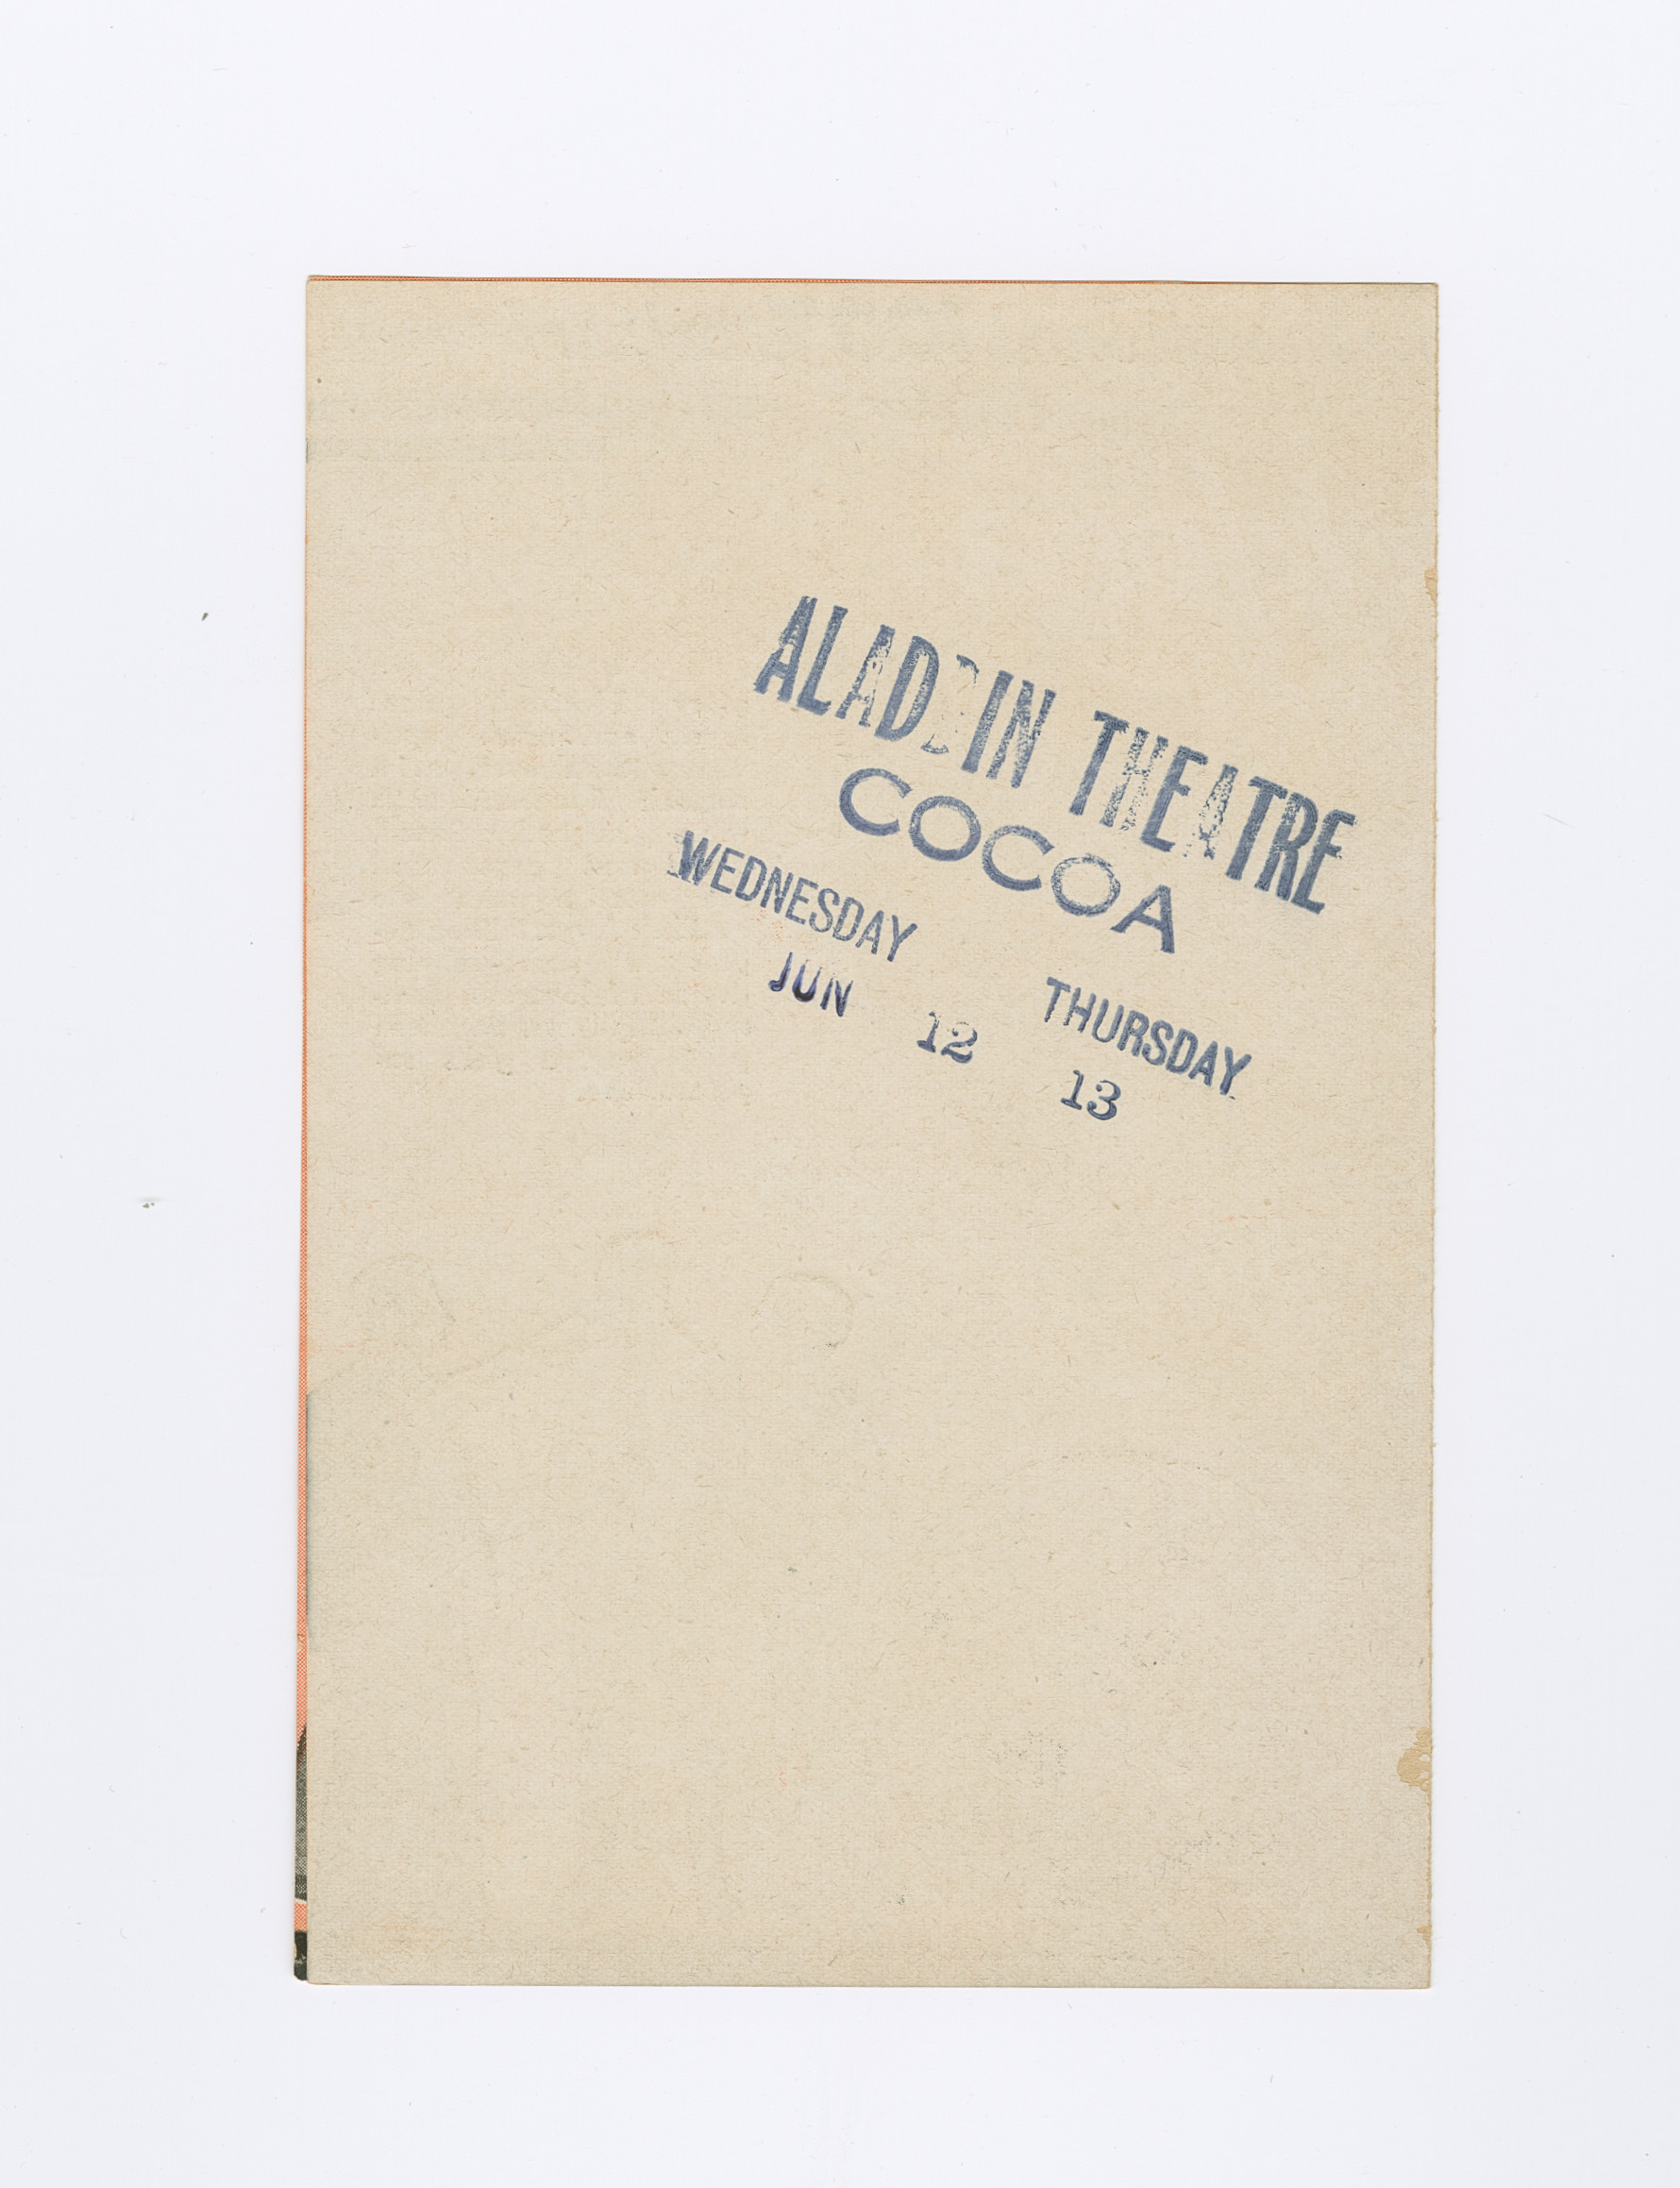 ALADDIN THEATRE
COCOA
WEDNESDAY THURSDAY
JUN 12 13